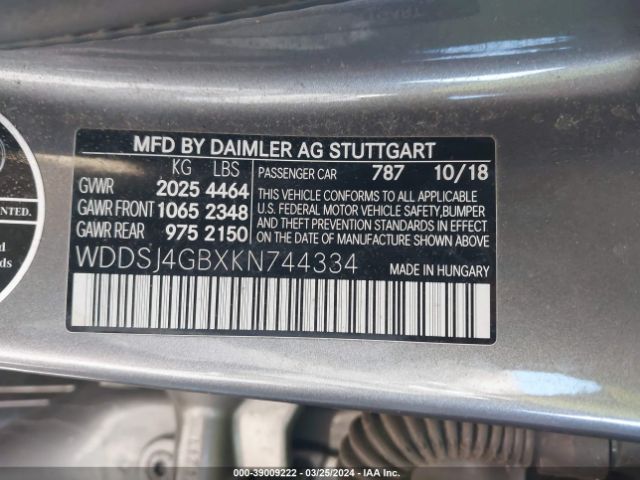 MFD BY DAIMLER AG STUTTGART
KG LBS
GVWR 2025 4464
GAWR FRONT 1065 2348
GAWR REAR 975 2150
PASSENGER CAR 787 10/18
THIS VEHICLE CONFORMS TO ALL APPLICABLE
U.S. FEDERAL MOTOR VEHICLE SAFETY, BUMPER
AND THEFT PREVENTION STANDARDS IN EFFECT
ON THE DATE OF MANUFACTURE SHOWN ABOVE.
WDDSJ4GBXKN744334 MADE IN HUNGARY
000-39009222 / 03/25/2024 - IAA Inc.